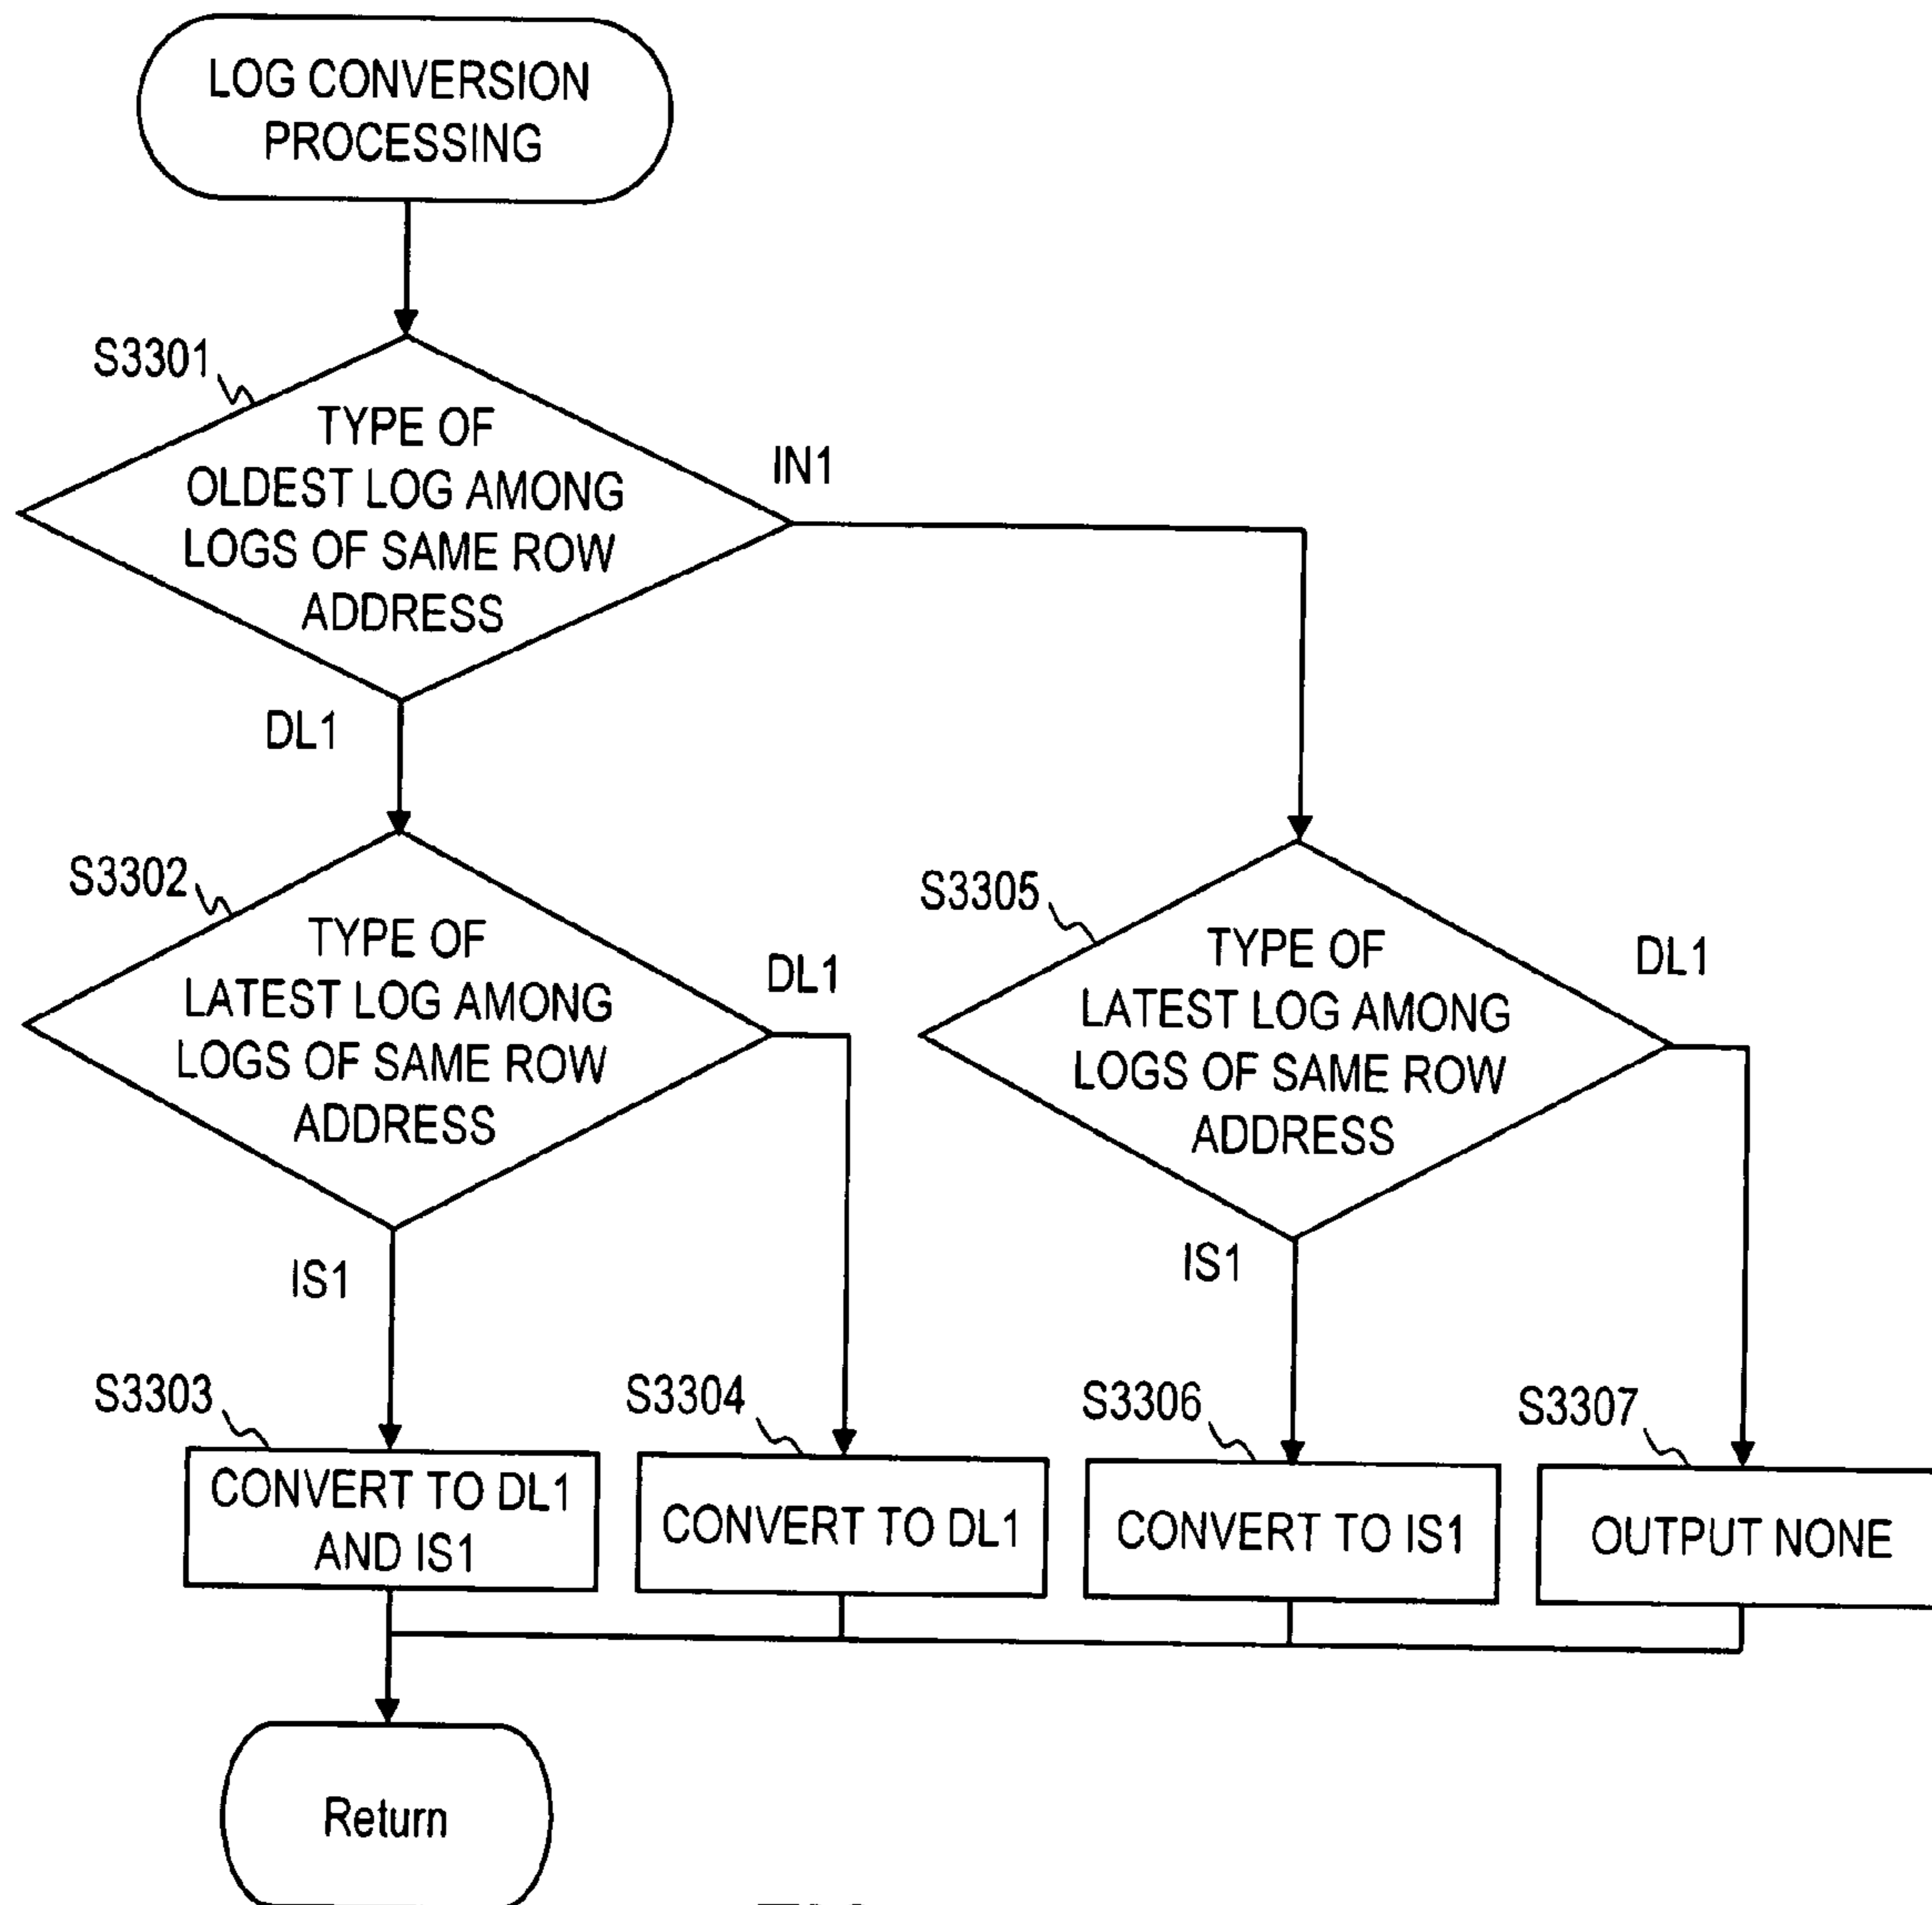 LOG CONVERSION
PROCESSING
S3301
TYPE OF
OLDEST LOG AMONG
LOGS OF SAME ROW
ADDRESS
IN1
DL1
S3302
TYPE OF
LATEST LOG AMONG
LOGS OF SAME ROW
ADDRESS
DL1
IS1
S3305
TYPE OF
LATEST LOG AMONG
LOGS OF SAME ROW
ADDRESS
DL1
IS1
S3303
CONVERT TO DL1
AND IS1
S3304
CONVERT TO DL1
S3306
CONVERT TO IS1
S3307
OUTPUT NONE
Return